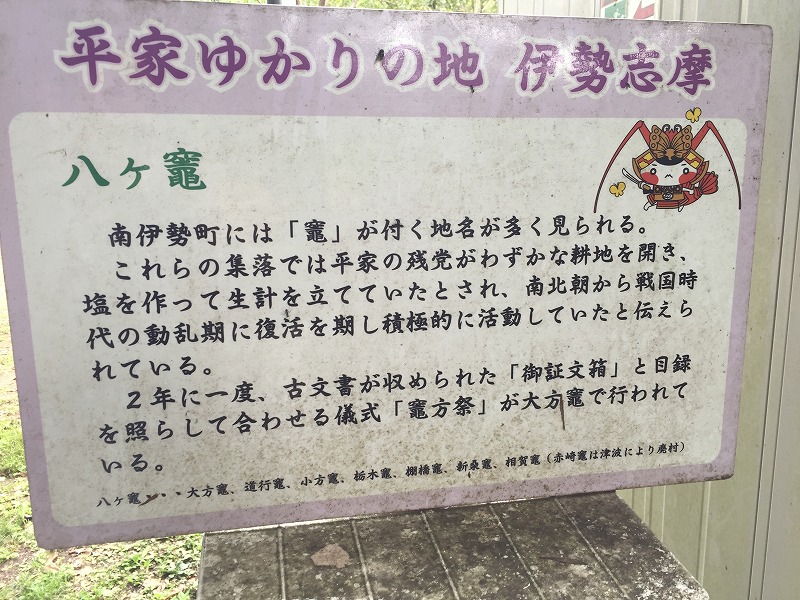 平家ゆかりの地 伊勢志摩
八ヶ竈
南伊勢町には「竈」が付く地名が多く見られる。
これらの集落では平家の残党がわずかな耕地を開き、
塩を作って生計を立てていたとされ、南北朝から戦国時
代の動乱期に復活を期し積極的に活動していたと伝えら
れている。
２年に一度、古文書が収められた「御証文箱」と目録
を照らして合わせる儀式「竈方祭」が大方竈で行われて
いる。
八ヶ竈・・・大方竈、道行竈、小方竈、栃木竈、棚橋竈、新桑竈、相賀竈（赤崎竈は津波により廃村）